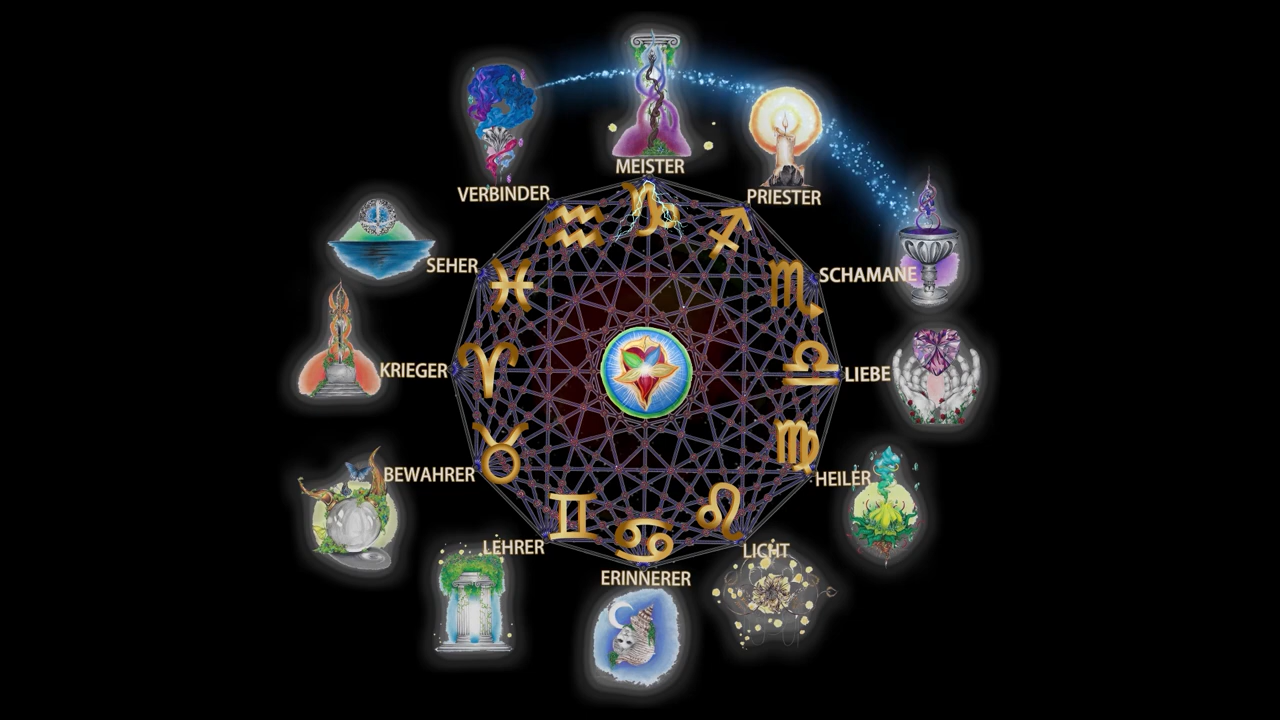 MEISTER
VERBINDER
PRIESTER
SEHER
SCHAMANE
KRIEGER
LIEBE
BEWAHRER
HEILER
LEHRER
LICHT
ERINNERER